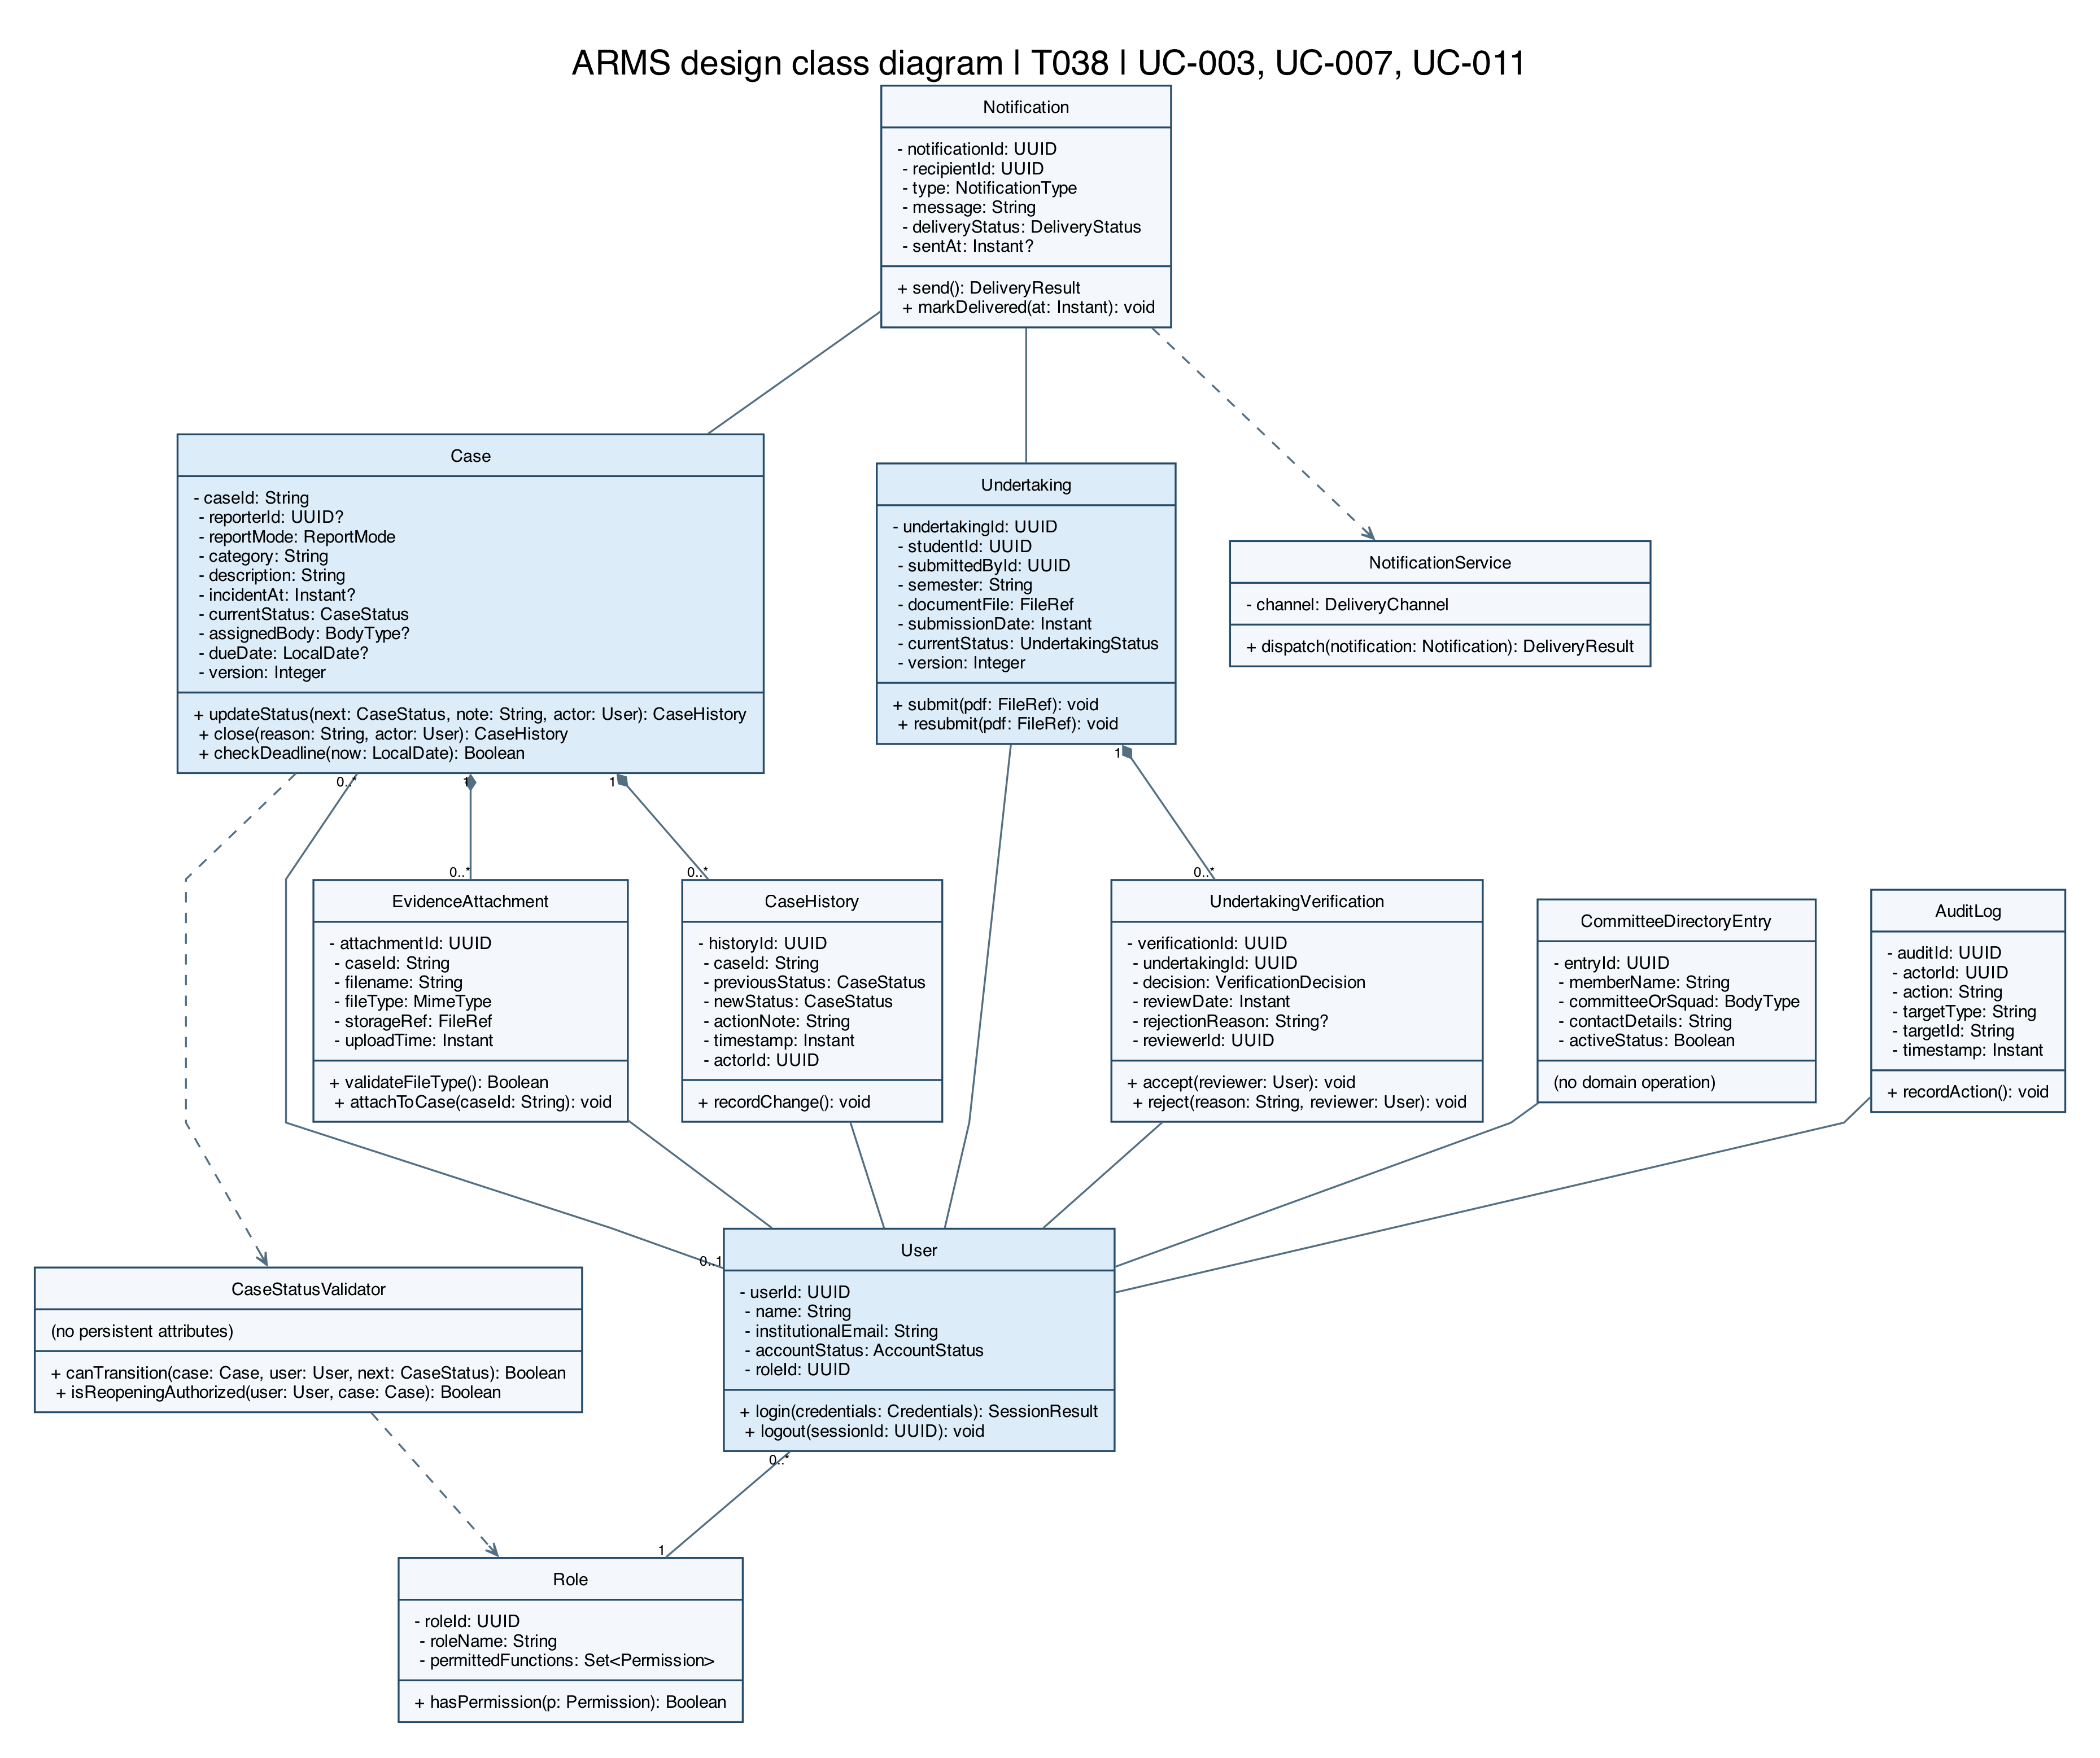 ARMS design class diagram | T038 | UC-003, UC-007, UC-011
Notification
- notificationId: UUID
- recipientId: UUID
- type: NotificationType
- message: String
- deliveryStatus: DeliveryStatus
- sentAt: Instant?
+ send(): DeliveryResult
+ markDelivered(at: Instant): void
Case
- caseId: String
- reporterId: UUID?
- reportMode: ReportMode
- category: String
- description: String
- incidentAt: Instant?
- currentStatus: CaseStatus
- assignedBody: BodyType?
- dueDate: LocalDate?
- version: Integer
+ updateStatus(next: CaseStatus, note: String, actor: User): CaseHistory
+ close(reason: String, actor: User): CaseHistory
+ checkDeadline(now: LocalDate): Boolean
Undertaking
- undertakingId: UUID
- studentId: UUID
- submittedById: UUID
- semester: String
- documentFile: FileRef
- submissionDate: Instant
- currentStatus: UndertakingStatus
- version: Integer
+ submit(pdf: FileRef): void
+ resubmit(pdf: FileRef): void
NotificationService
- channel: DeliveryChannel
+ dispatch(notification: Notification): DeliveryResult
0..*
1
1
1
0..*
0..*
0..*
EvidenceAttachment
- attachmentId: UUID
- caseId: String
- filename: String
- fileType: MimeType
- storageRef: FileRef
- uploadTime: Instant
+ validateFileType(): Boolean
+ attachToCase(caseId: String): void
CaseHistory
- historyId: UUID
- caseId: String
- previousStatus: CaseStatus
- newStatus: CaseStatus
- actionNote: String
- timestamp: Instant
- actorId: UUID
+ recordChange(): void
UndertakingVerification
- verificationId: UUID
- undertakingId: UUID
- decision: VerificationDecision
- reviewDate: Instant
- rejectionReason: String?
- reviewerId: UUID
+ accept(reviewer: User): void
+ reject(reason: String, reviewer: User): void
CommitteeDirectoryEntry
- entryId: UUID
- memberName: String
- committeeOrSquad: BodyType
- contactDetails: String
- activeStatus: Boolean
(no domain operation)
AuditLog
- auditId: UUID
- actorId: UUID
- action: String
- targetType: String
- targetId: String
- timestamp: Instant
+ recordAction(): void
0..1
CaseStatusValidator
(no persistent attributes)
+ canTransition(case: Case, user: User, next: CaseStatus): Boolean
+ isReopeningAuthorized(user: User, case: Case): Boolean
User
- userId: UUID
- name: String
- institutionalEmail: String
- accountStatus: AccountStatus
- roleId: UUID
+ login(credentials: Credentials): SessionResult
+ logout(sessionId: UUID): void
0..*
1
Role
- roleId: UUID
- roleName: String
- permittedFunctions: Set<Permission>
+ hasPermission(p: Permission): Boolean